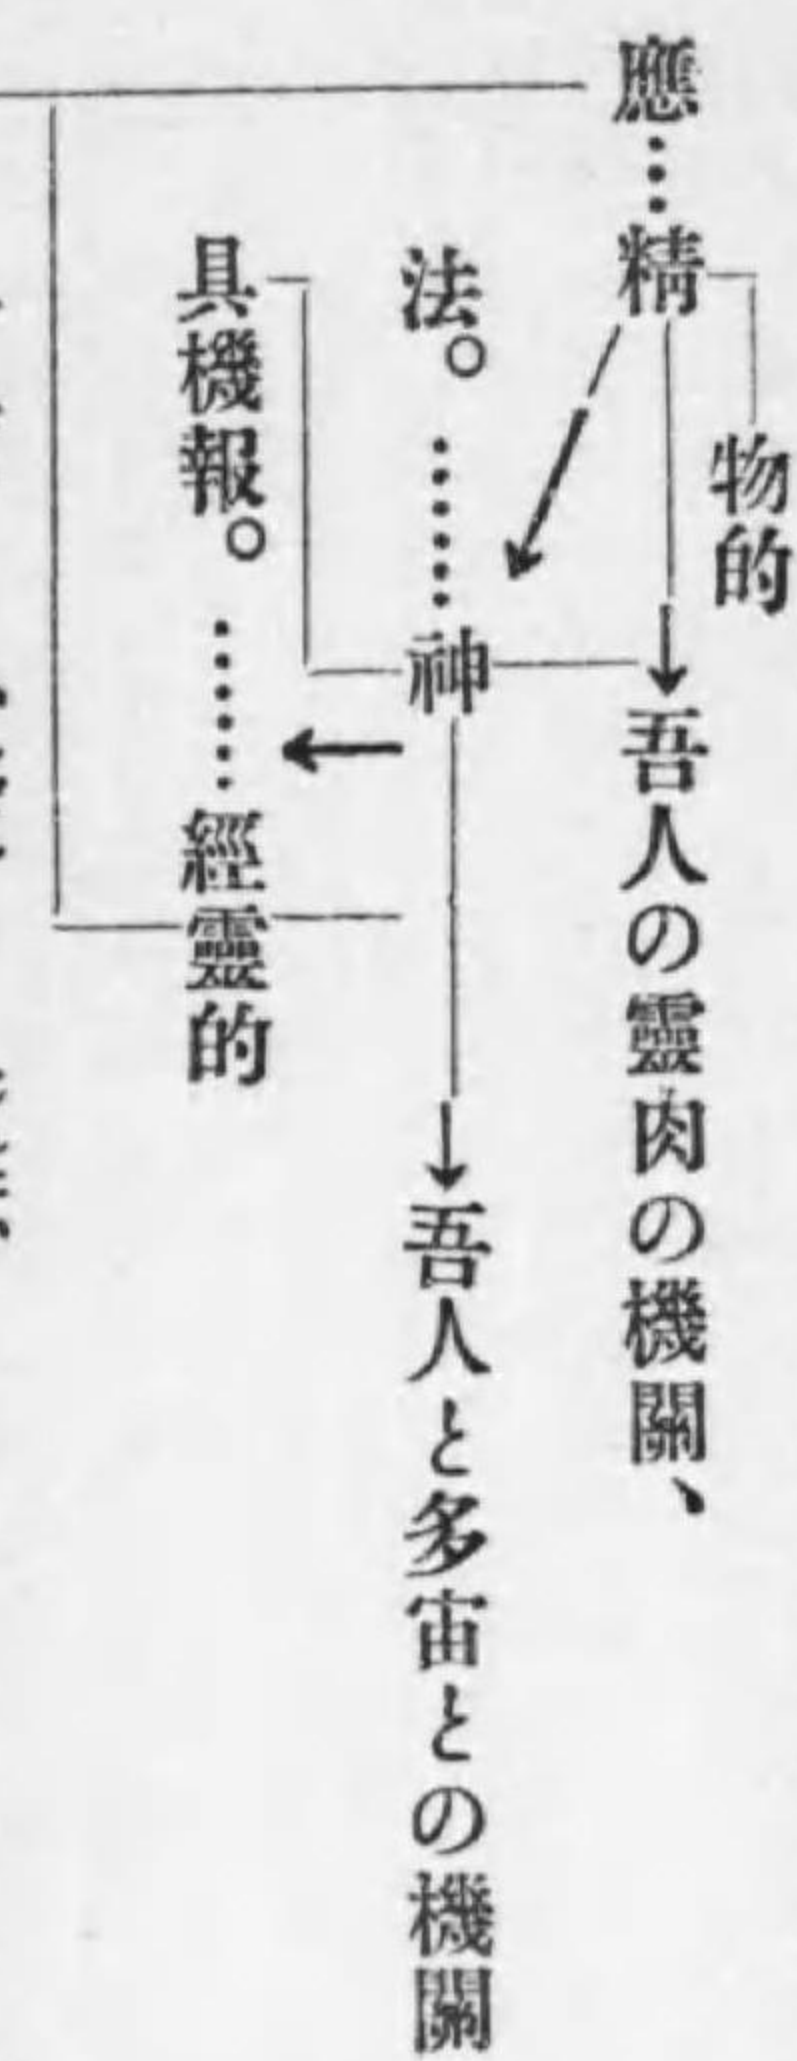 物的
應…精 吾人の靈肉の機關、
法。……神 吾人と多宙との機關
具機報。……經靈的